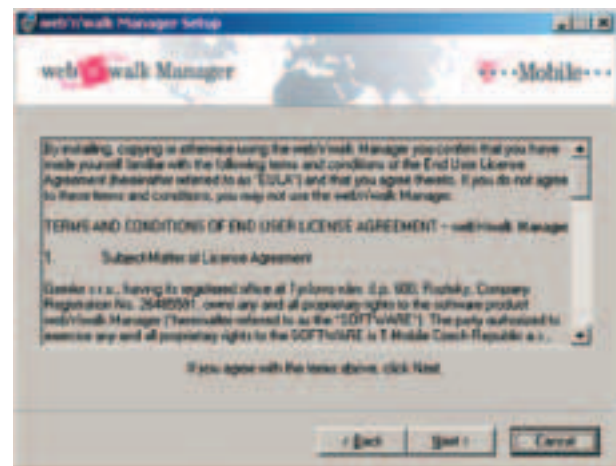 web'n'walk Manager Setup
web'n'walk Manager
T··Mobile···
By installing, copying or otherwise using the web'n'walk Manager you confirm that you have
made yourself familiar with the following terms and conditions of the End User License
Agreement (hereinafter referred to as "EULA") and that you agree thereto. If you do not agree
to these terms and conditions, you may not use the web'n'walk Manager.
TERMS AND CONDITIONS OF END USER LICENSE AGREEMENT - web'n'walk Manager
1. Subject-Matter of License Agreement
s.r.o., having its registered office at Company
Registration No. owns any and all proprietary rights to the software product
web'n'walk Manager (hereinafter referred to as the "SOFTWARE"). The party authorized to
exercise any and all proprietary rights to the SOFTWARE is T-Mobile Czech Republic a.s.,
If you agree with the terms above, click Next.
< Back
Next >
Cancel